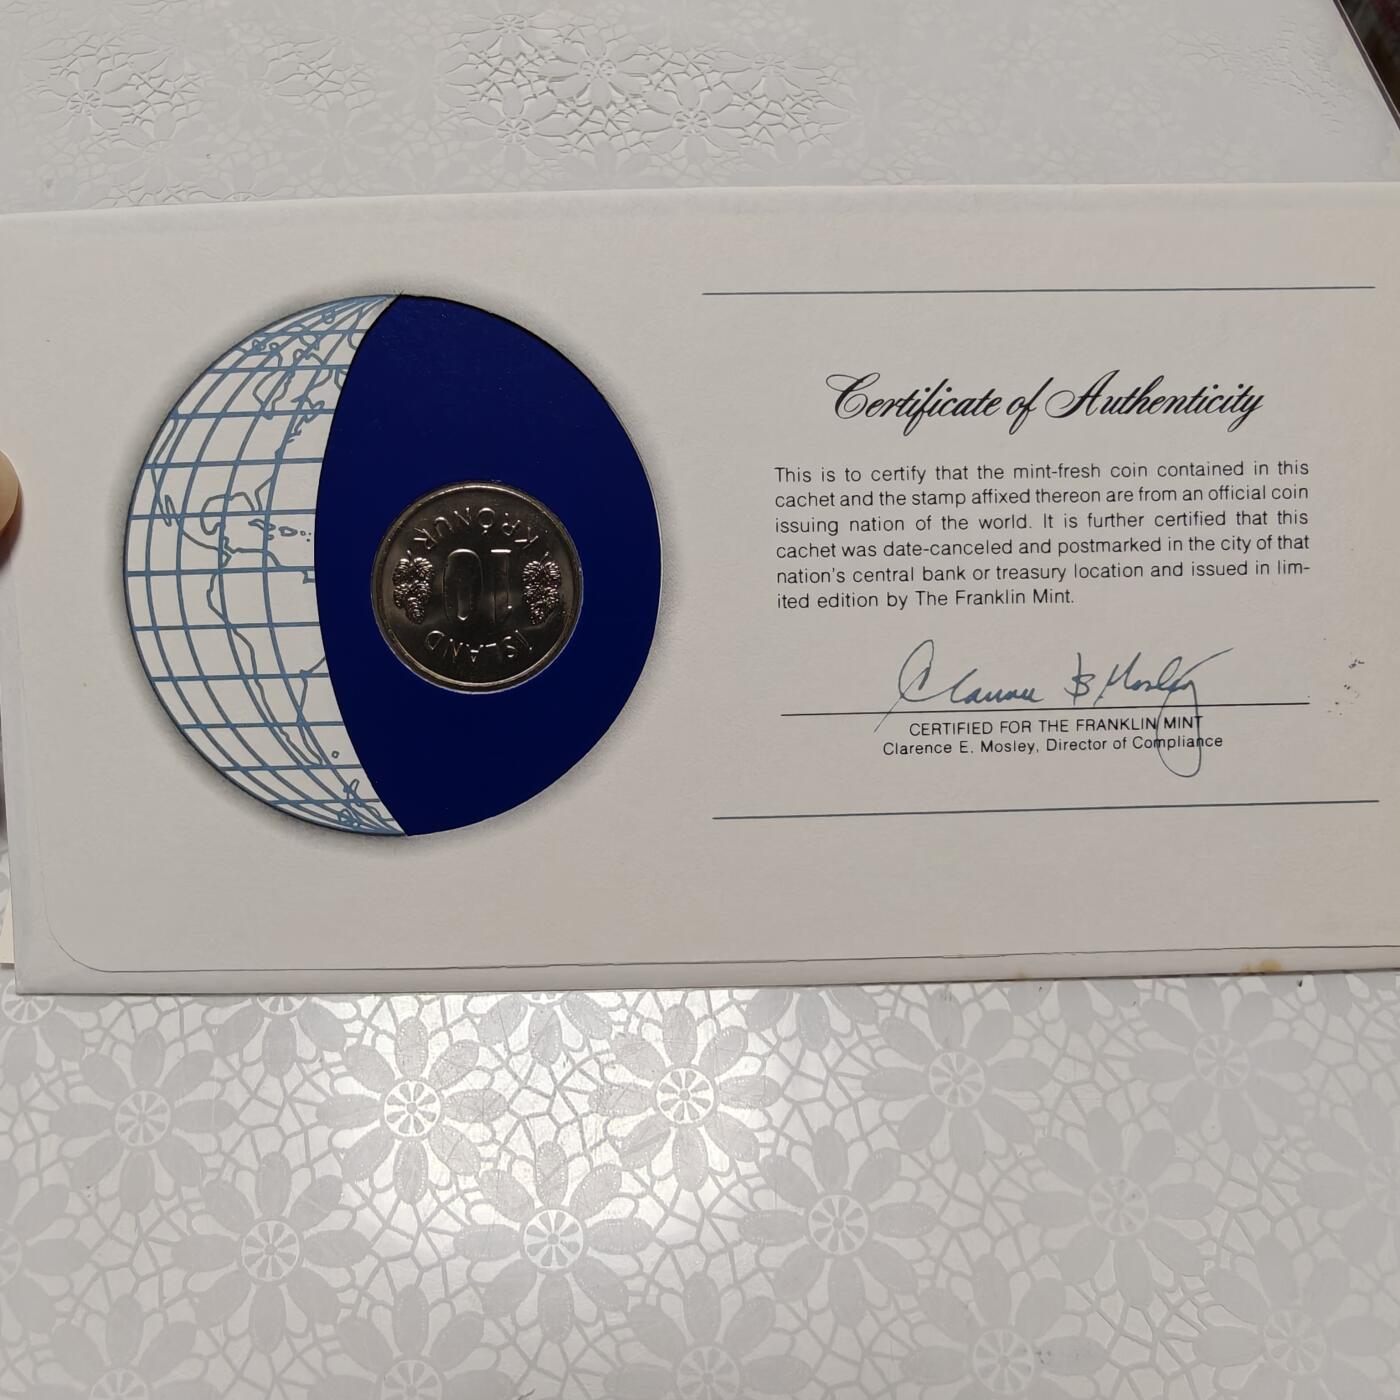 Certificate of Authenticity
This is to certify that the mint-fresh coin contained in this
cachet and the stamp affixed thereon are from an official coin
issuing nation of the world. It is further certified that this
cachet was date-canceled and postmarked in the city of that
nation's central bank or treasury location and issued in lim-
ited edition by The Franklin Mint.
Clarence E Mosley
CERTIFIED FOR THE FRANKLIN MINT
Clarence E. Mosley, Director of Compliance
ÍSLAND
10
KRÓNUR